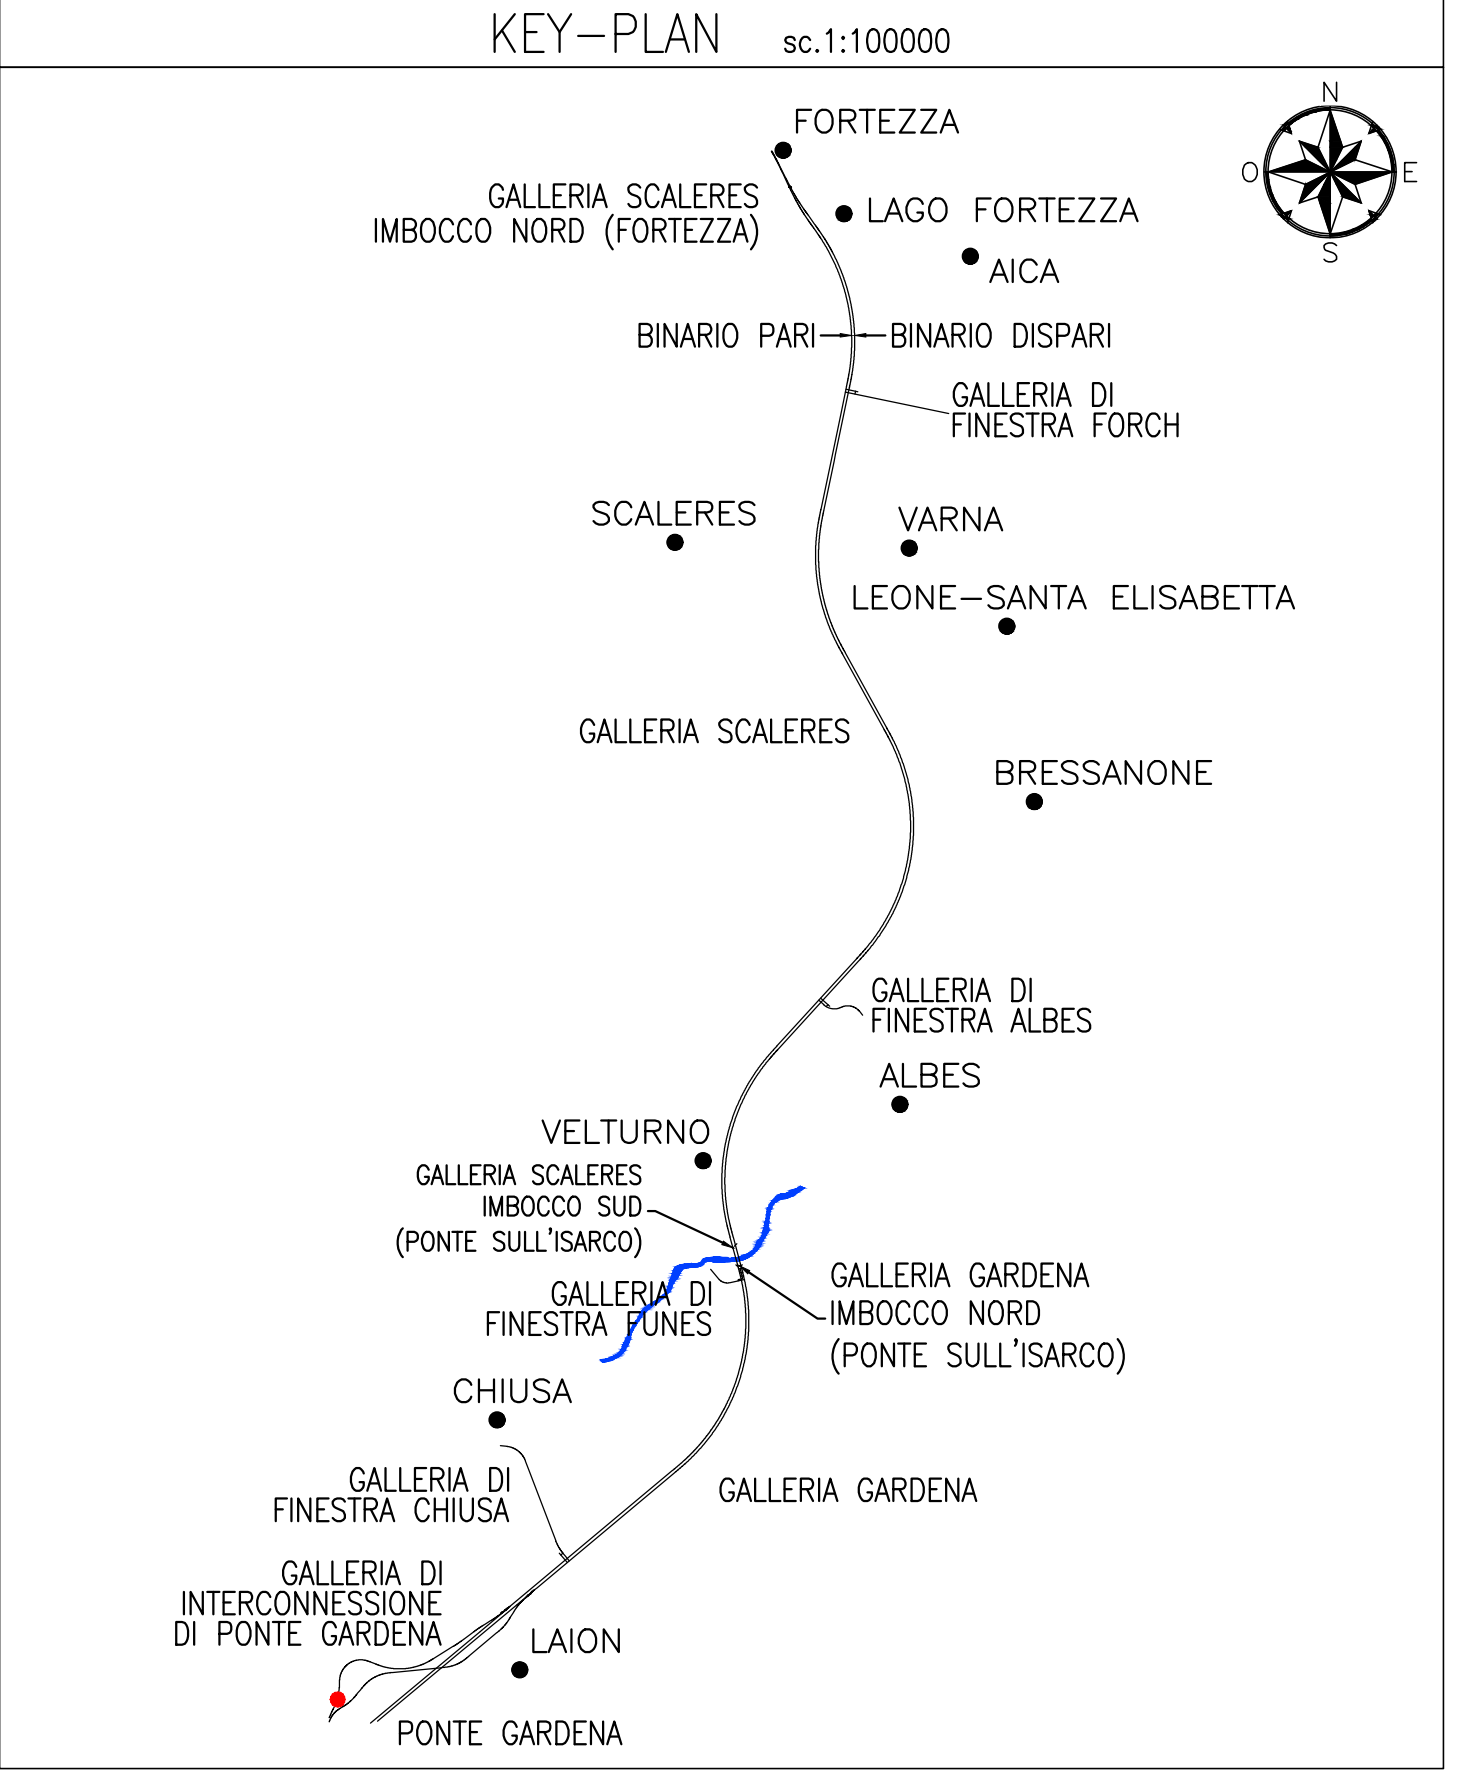 KEY-PLAN sc.1:100000
N
O
E
S
FORTEZZA
GALLERIA SCALERES
IMBOCCO NORD (FORTEZZA)
LAGO FORTEZZA
AICA
BINARIO PARI
BINARIO DISPARI
GALLERIA DI
FINESTRA FORCH
SCALERES
VARNA
LEONE-SANTA ELISABETTA
GALLERIA SCALERES
BRESSANONE
GALLERIA DI
FINESTRA ALBES
ALBES
VELTURNO
GALLERIA SCALERES
IMBOCCO SUD
(PONTE SULL'ISARCO)
GALLERIA DI
FINESTRA FUNES
GALLERIA GARDENA
IMBOCCO NORD
(PONTE SULL'ISARCO)
CHIUSA
GALLERIA DI
FINESTRA CHIUSA
GALLERIA GARDENA
GALLERIA DI
INTERCONNESSIONE
DI PONTE GARDENA
LAION
PONTE GARDENA